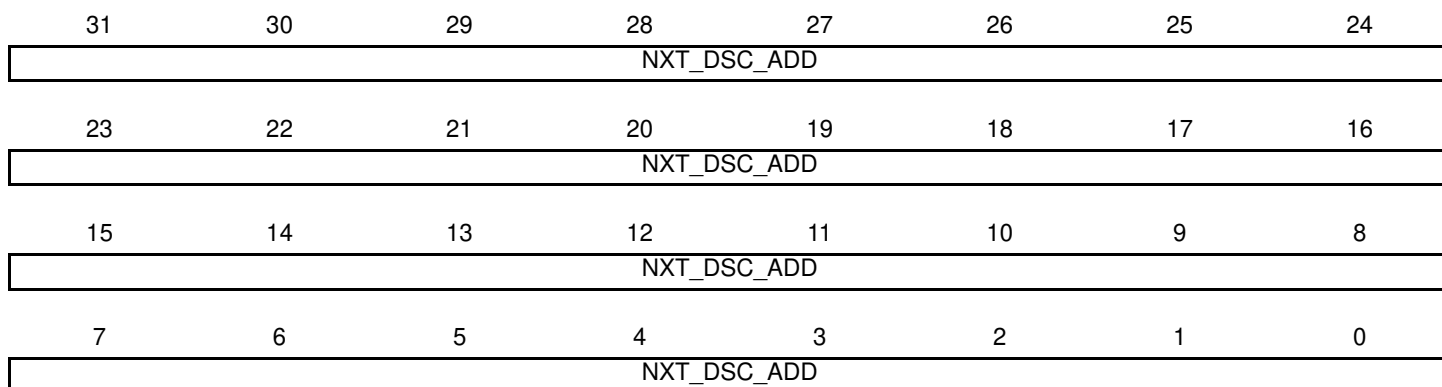 31 30 29 28 27 26 25 24
NXT_DSC_ADD
23 22 21 20 19 18 17 16
NXT_DSC_ADD
15 14 13 12 11 10 9 8
NXT_DSC_ADD
7 6 5 4 3 2 1 0
NXT_DSC_ADD